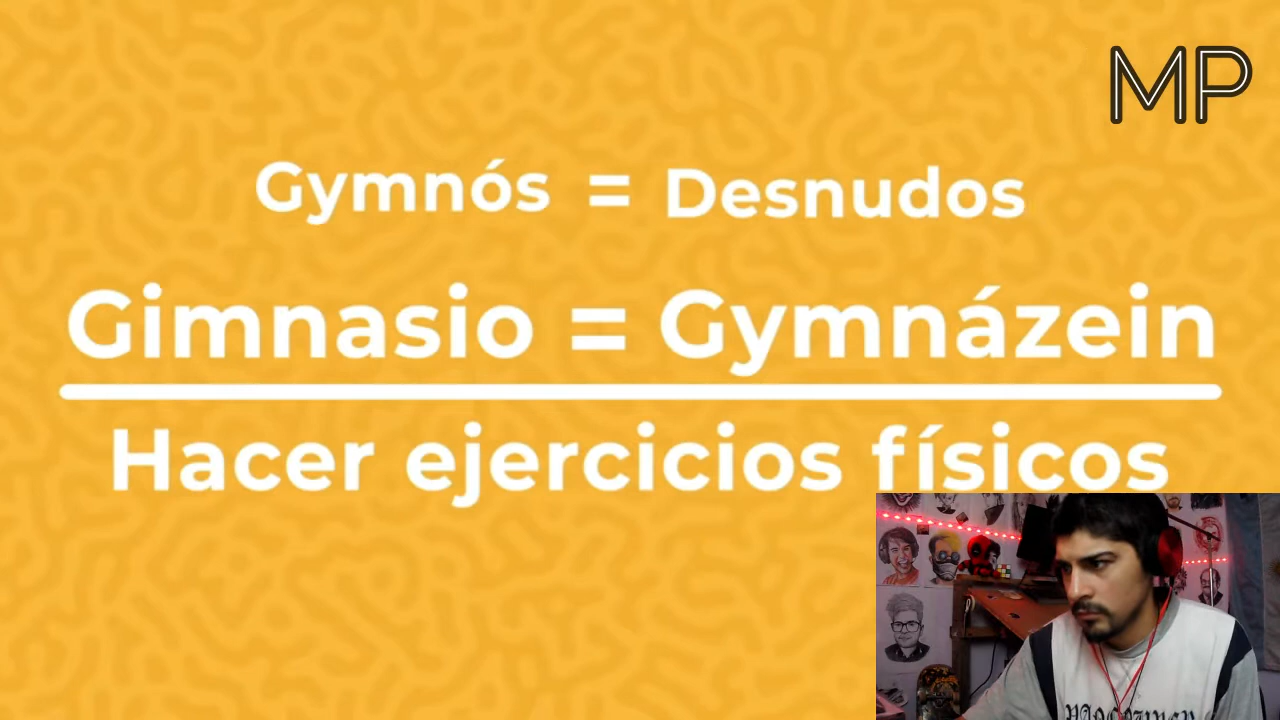 MP
Gymnós = Desnudos
Gimnasio = Gymnázein
Hacer ejercicios físicos